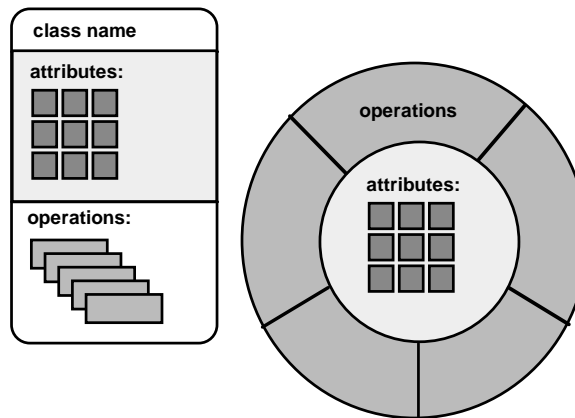 class name
attributes:
operations:
operations
attributes: